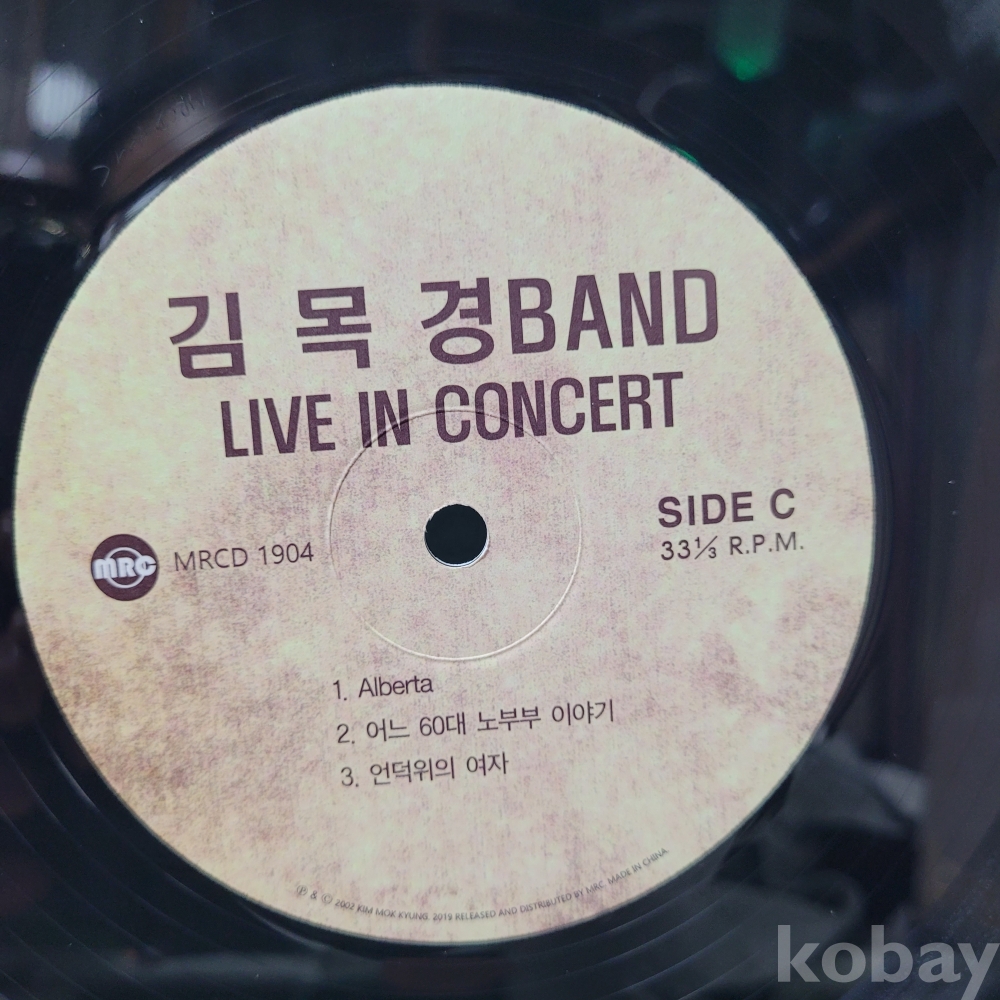 김 목 경BAND
LIVE IN CONCERT
SIDE C
33⅓ R.P.M.
MRC MRCD 1904
1. Alberta
2. 어느 60대 노부부 이야기
3. 언덕위의 여자
℗ & © 2002 KIM MOK KYUNG. 2019 RELEASED AND DISTRIBUTED BY MRC. MADE IN CHINA.
kobay